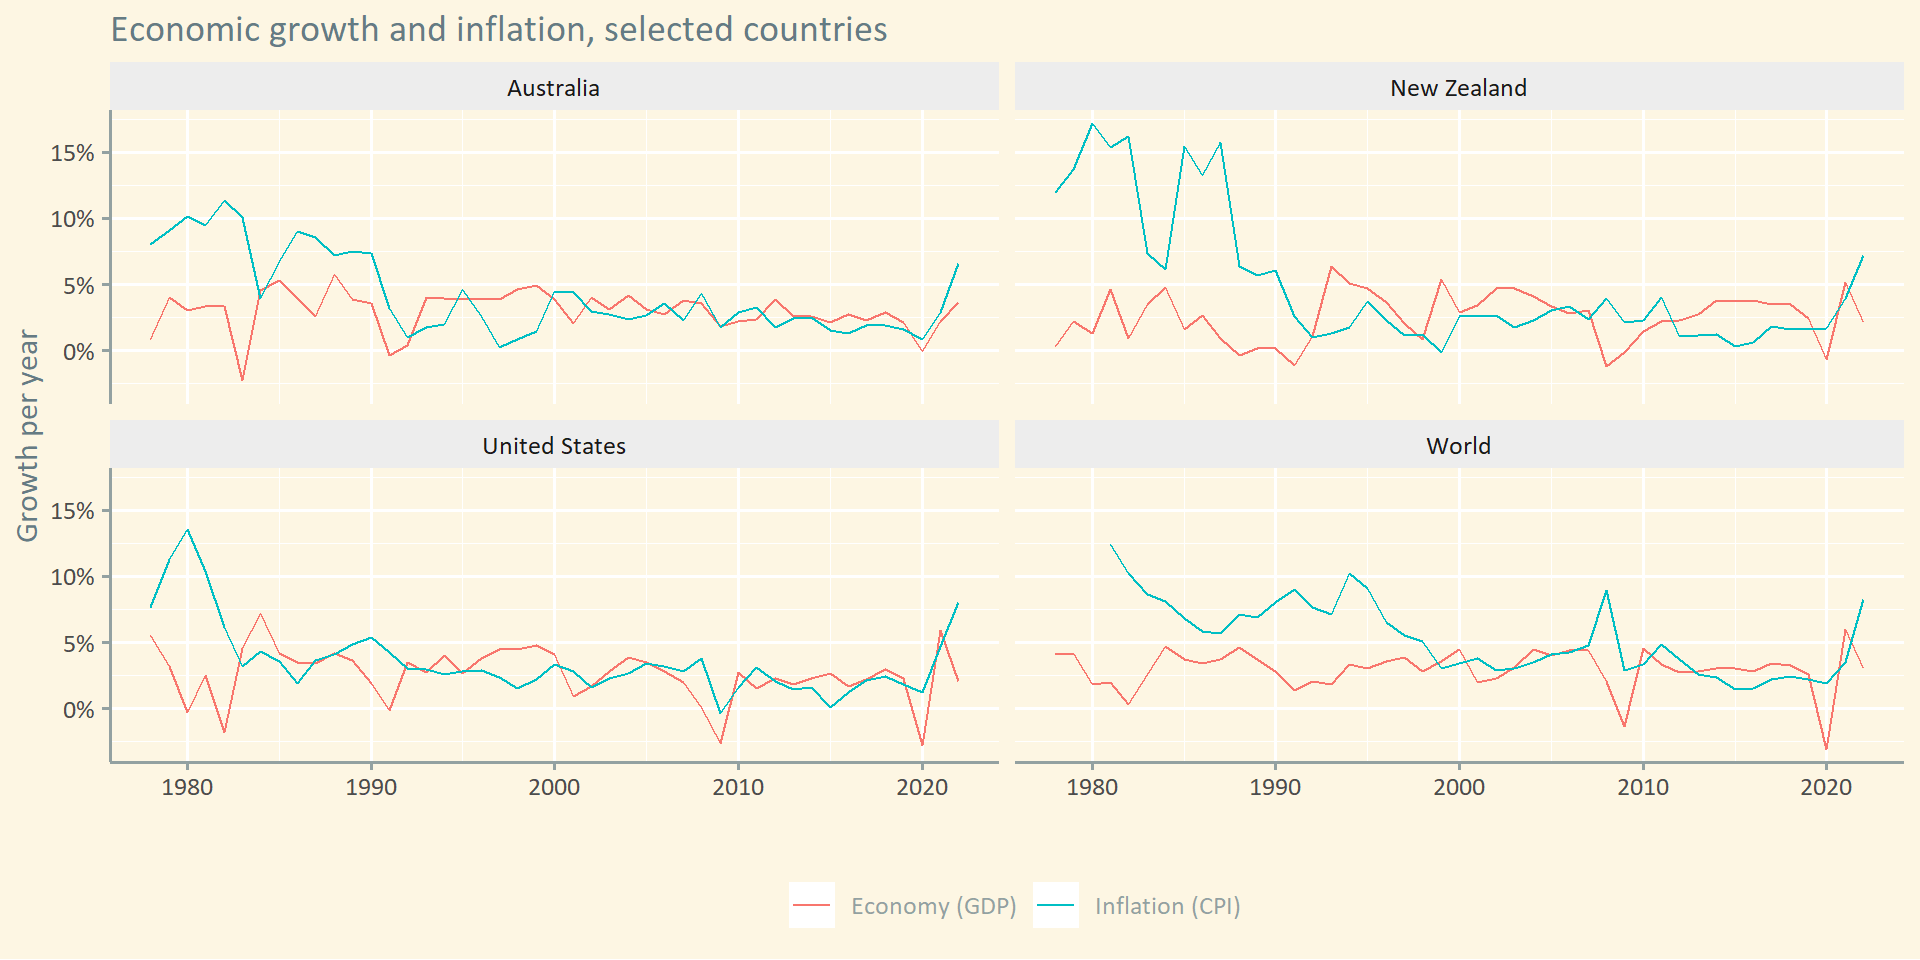 Economic growth and inflation, selected countries
Australia
New Zealand
15%
10%
5%
0%
Growth per year
United States
World
15%
10%
5%
0%
1980 1990 2000 2010 2020
1980 1990 2000 2010 2020
Economy (GDP) Inflation (CPI)